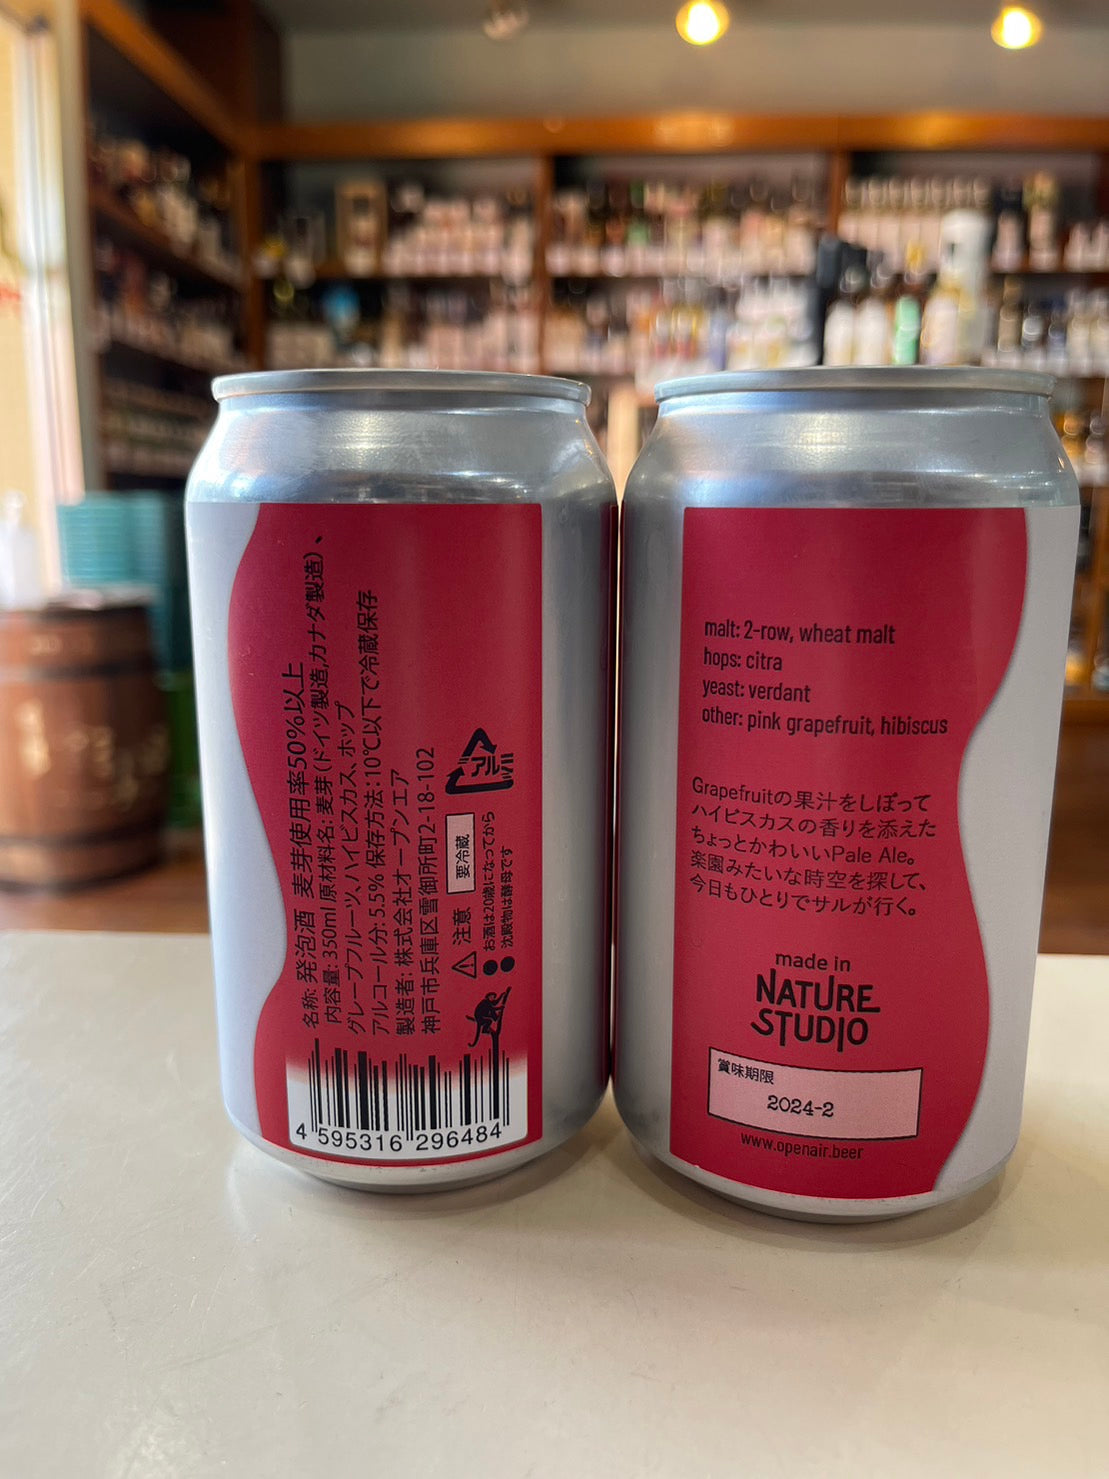 名称: 発泡酒 麦芽使用率50%以上
内容量: 350ml 原材料名: 麦芽(ドイツ製造,カナダ製造)、
グレープフルーツ、ハイビスカス、ホップ
アルコール分: 5.5% 保存方法: 10℃以下で冷蔵保存
製造者: 株式会社オープンエア
神戸市兵庫区雪御所町2-18-102
注意 要冷蔵
お酒は20歳になってから
沈殿物は酵母です
アルミ
4 595316 296484
malt: 2-row, wheat malt
hops: citra
yeast: verdant
other: pink grapefruit, hibiscus
Grapefruitの果汁をしぼって
ハイビスカスの香りを添えた
ちょっとかわいいPale Ale。
楽園みたいな時空を探して、
今日もひとりでサルが行く。
made in
NATURE
STUDIO
賞味期限
2024-2
www.openair.beer